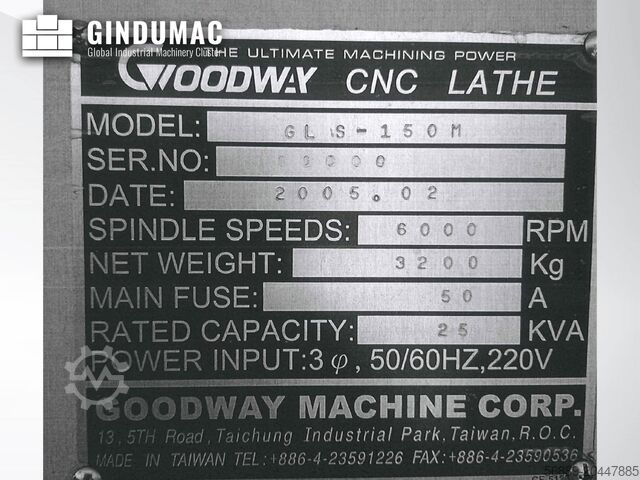 GINDUMAC
Global Industrial Machinery Cluster
THE ULTIMATE MACHINING POWER
GOODWAY CNC LATHE
MODEL: GLS-150M
SER.NO:
DATE: 2005.02
SPINDLE SPEEDS: 6000 RPM
NET WEIGHT: 3200 Kg
MAIN FUSE: 50 A
RATED CAPACITY: 25 KVA
POWER INPUT:3φ, 50/60HZ,220V
GOODWAY MACHINE CORP.
13, 5TH Road, Taichung Industrial Park, Taiwan, R.O.C.
MADE IN TAIWAN TEL:+886-4-23591226 FAX:+886-4-23590536